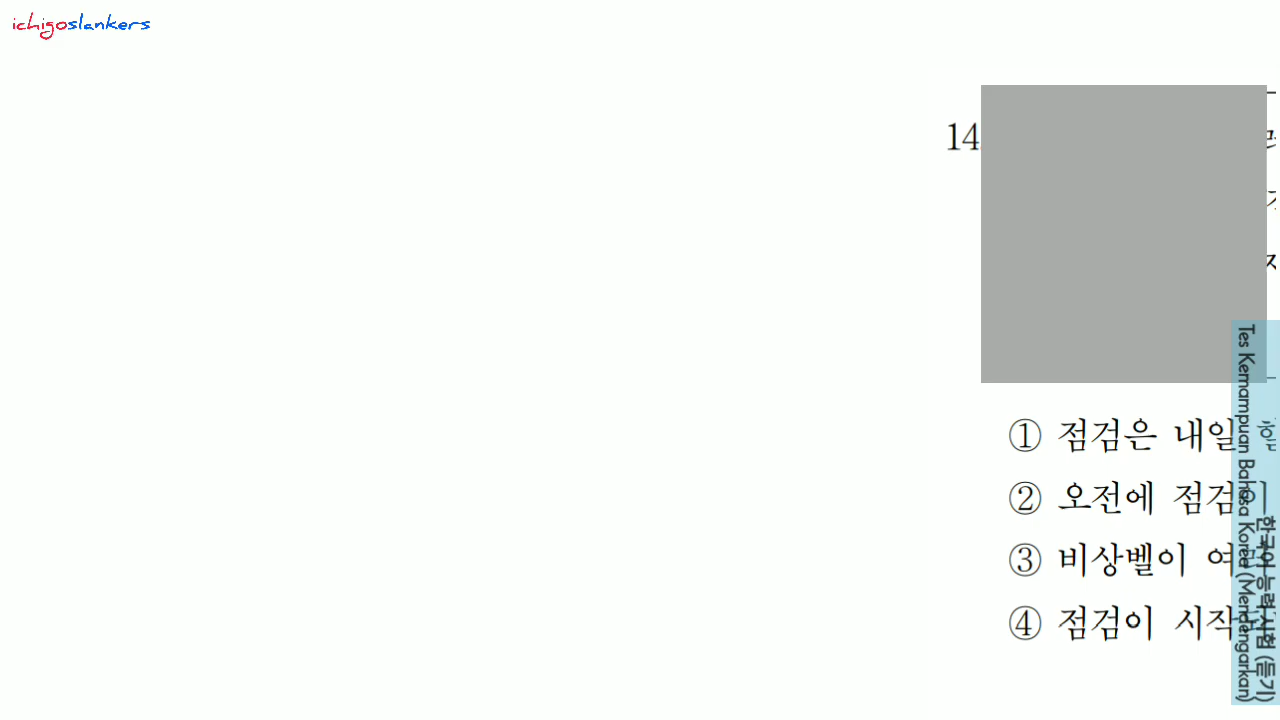 ichigoslankers
14
① 점검은 내일
② 오전에 점검이
③ 비상벨이 여
④ 점검이 시작
Tes Kemampuan Bahasa Korea (Mendengarkan)
한국어능력시험 (듣기)